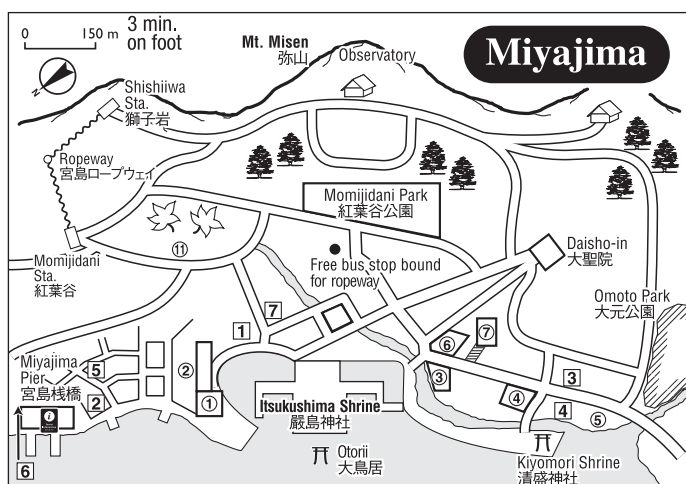 0 150 m
3 min.
on foot
Miyajima
Mt. Misen
弥山
Observatory
N
Shishiiwa
Sta.
獅子岩
Ropeway
宮島ロープウェイ
Momijidani Park
紅葉谷公園
Momijidani
Sta.
紅葉谷
⑪
Free bus stop bound
for ropeway
Daisho-in
大聖院
Omoto Park
大元公園
7
1
⑥
⑦
Miyajima
Pier
宮島桟橋
5
2
②
①
③
3
④
4
⑤
Itsukushima Shrine
嚴島神社
i
6
Otorii
大鳥居
Kiyomori Shrine
清盛神社